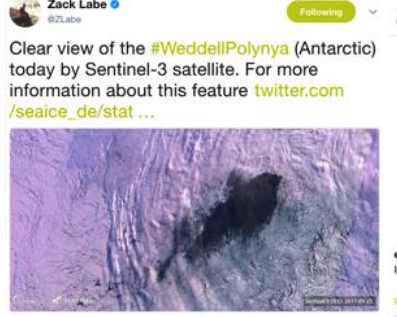 Zack Labe
@ZLabe
Following
Clear view of the #WeddellPolynya (Antarctic)
today by Sentinel-3 satellite. For more
information about this feature twitter.com
/seaice_de/stat ...